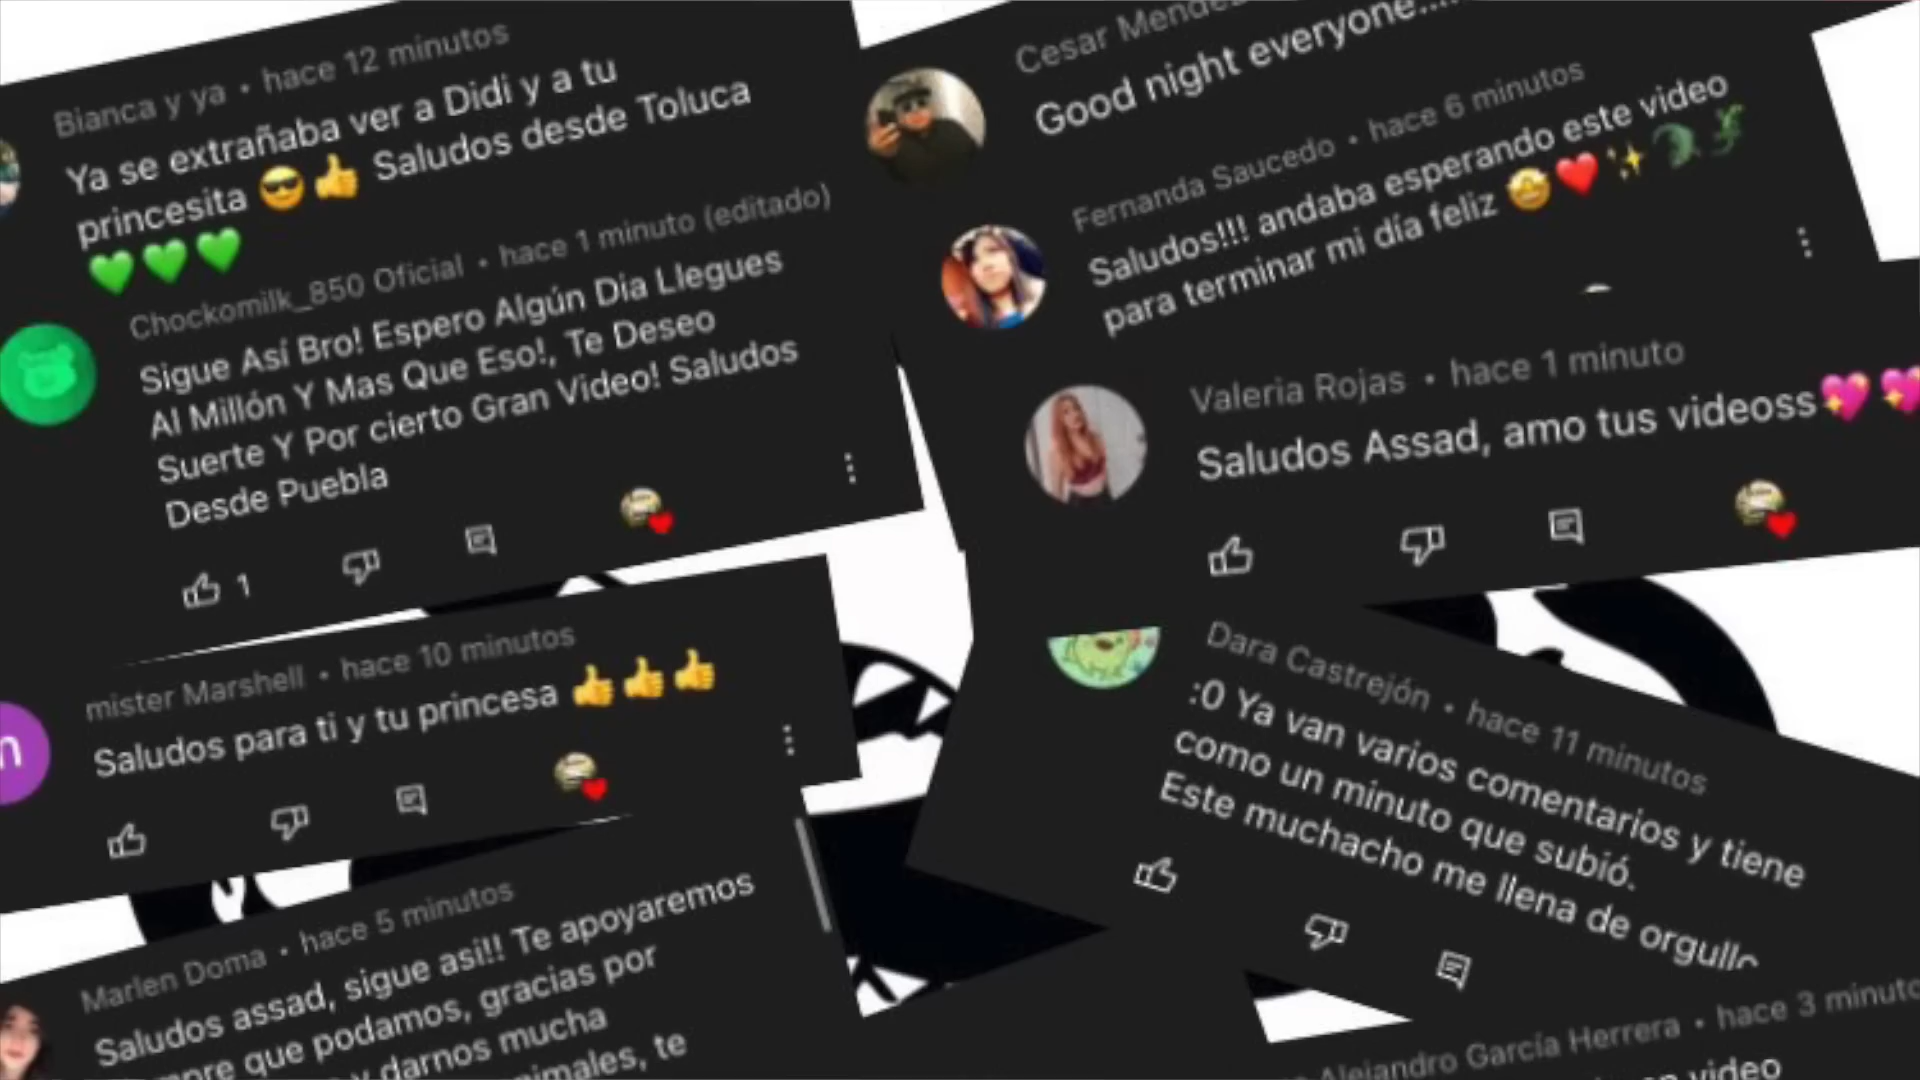 Bianca y ya • hace 12 minutos
Ya se extrañaba ver a Didi y a tu
princesita 😎👍 Saludos desde Toluca
💚💚💚
Chockomilk_850 Oficial • hace 1 minuto (editado)
Sigue Así Bro! Espero Algún Dia Llegues
Al Millón Y Mas Que Eso!, Te Deseo
Suerte Y Por cierto Gran Video! Saludos
Desde Puebla
1
mister Marshell • hace 10 minutos
Saludos para ti y tu princesa 👍👍👍
n
Marlen Doma • hace 5 minutos
Saludos assad, sigue asi!! Te apoyaremos
que podamos, gracias por
y darnos mucha
te
Cesar
Good night everyone....
Fernanda Saucedo • hace 6 minutos
Saludos!!! andaba esperando este video
para terminar mi día feliz 🤩❤️✨🐊🐉
Valeria Rojas • hace 1 minuto
Saludos Assad, amo tus videoss💖💖
Dara Castrejón • hace 11 minutos
:0 Ya van varios comentarios y tiene
como un minuto que subió.
Este muchacho me llena de orgullo
Alejandro García Herrera • hace 3 minuto
video